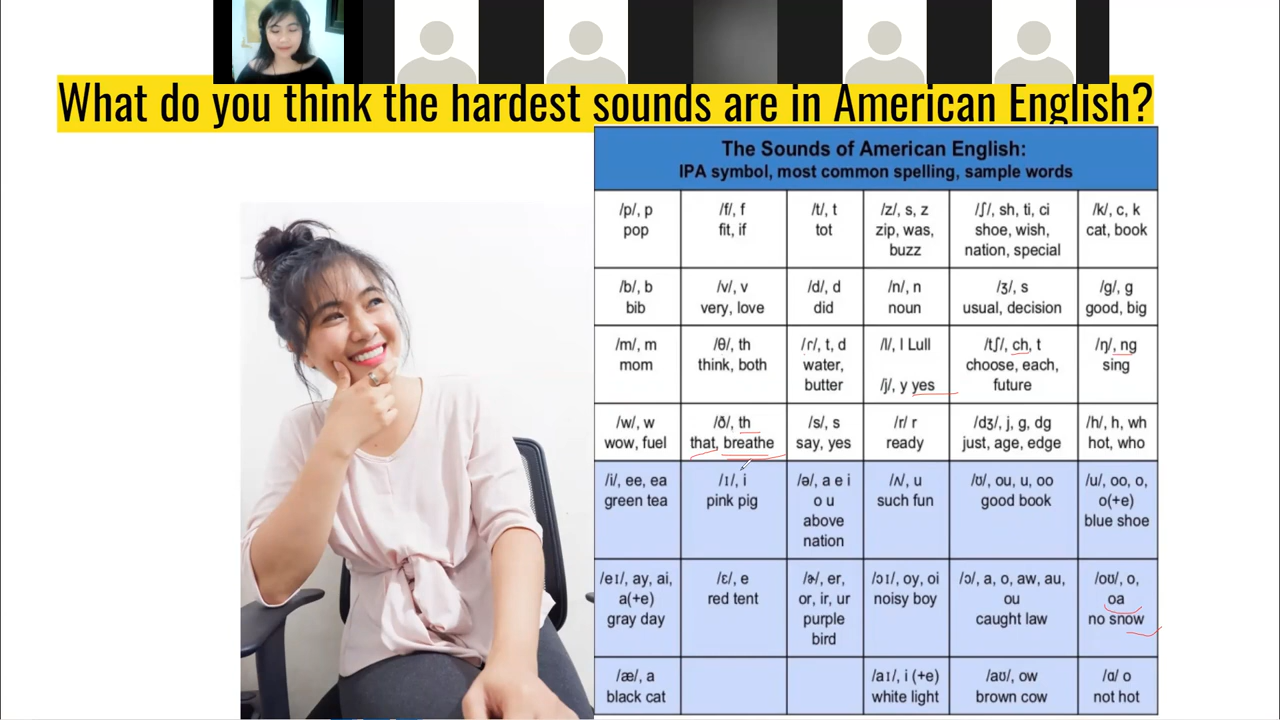 What do you think the hardest sounds are in American English?
The Sounds of American English:
IPA symbol, most common spelling, sample words
/p/, p
pop
/f/, f
fit, if
/t/, t
tot
/z/, s, z
zip, was,
buzz
/ʃ/, sh, ti, ci
shoe, wish,
nation, special
/k/, c, k
cat, book
/b/, b
bib
/v/, v
very, love
/d/, d
did
/n/, n
noun
/ʒ/, s
usual, decision
/g/, g
good, big
/m/, m
mom
/θ/, th
think, both
/ɾ/, t, d
water,
butter
/l/, l Lull
/j/, y yes
/tʃ/, ch, t
choose, each,
future
/ŋ/, ng
sing
/w/, w
wow, fuel
/ð/, th
that, breathe
/s/, s
say, yes
/r/ r
ready
/dʒ/, j, g, dg
just, age, edge
/h/, h, wh
hot, who
/i/, ee, ea
green tea
/ɪ/, i
pink pig
/ə/, a e i
o u
above
nation
/ʌ/, u
such fun
/ʊ/, ou, u, oo
good book
/u/, oo, o,
o(+e)
blue shoe
/eɪ/, ay, ai,
a(+e)
gray day
/ɛ/, e
red tent
/ɚ/, er,
or, ir, ur
purple
bird
/ɔɪ/, oy, oi
noisy boy
/ɔ/, a, o, aw, au,
ou
caught law
/oʊ/, o,
oa
no snow
/æ/, a
black cat
/aɪ/, i (+e)
white light
/aʊ/, ow
brown cow
/ɑ/ o
not hot